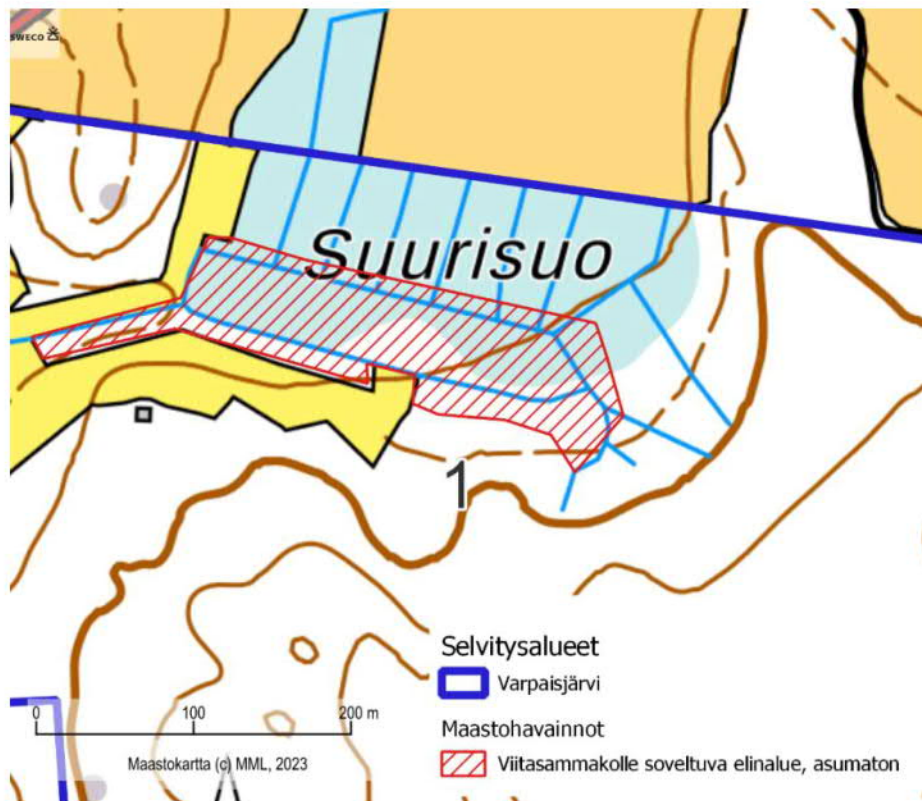 SWECO
Suurisuo
1
Selvitysalueet
Varpaisjärvi
Maastohavainnot
Viitasammakolle soveltuva elinalue, asumaton
0 100 200 m
Maastokartta (c) MML, 2023